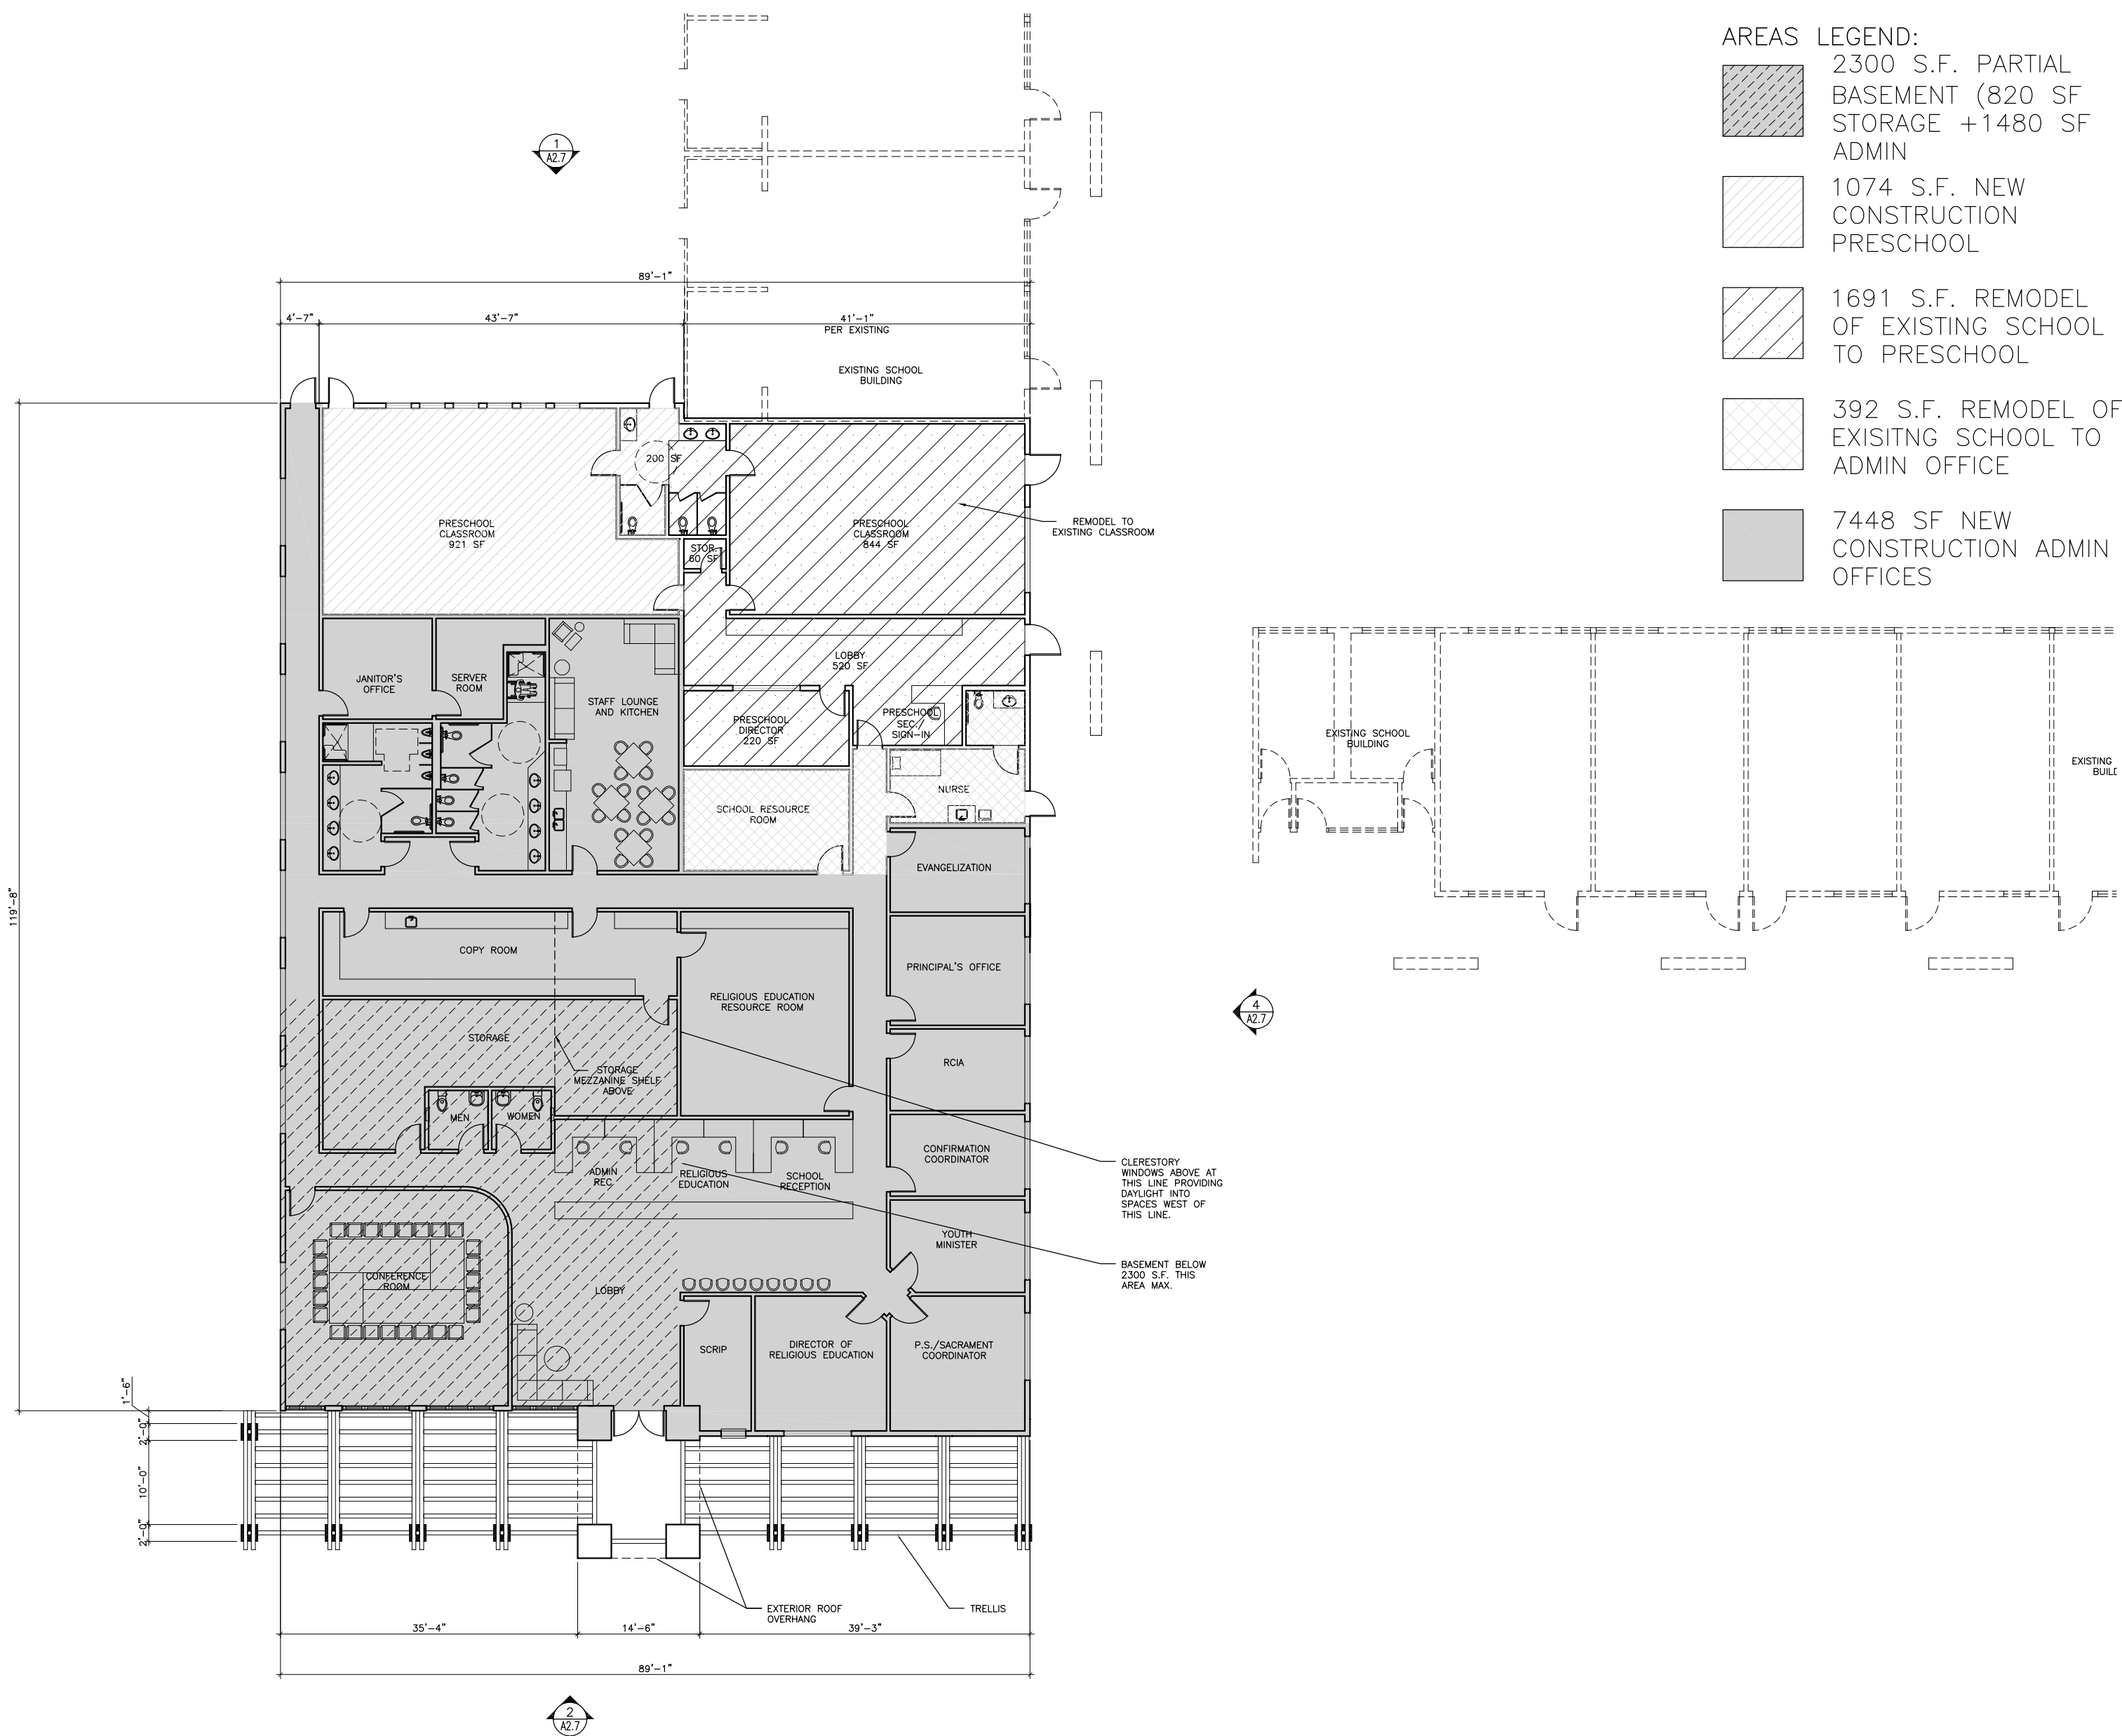 AREAS LEGEND:
2300 S.F. PARTIAL
BASEMENT (820 SF
STORAGE +1480 SF
ADMIN
1074 S.F. NEW
CONSTRUCTION
PRESCHOOL
1691 S.F. REMODEL
OF EXISTING SCHOOL
TO PRESCHOOL
392 S.F. REMODEL OF
EXISITNG SCHOOL TO
ADMIN OFFICE
7448 SF NEW
CONSTRUCTION ADMIN
OFFICES
1
A2.7
89'-1"
4'-7"
43'-7"
41'-1"
PER EXISTING
EXISTING SCHOOL
BUILDING
200 SF
PRESCHOOL
CLASSROOM
921 SF
PRESCHOOL
CLASSROOM
844 SF
REMODEL TO
EXISTING CLASSROOM
STOR.
60 SF
JANITOR'S
OFFICE
SERVER
ROOM
STAFF LOUNGE
AND KITCHEN
LOBBY
520 SF
PRESCHOOL
DIRECTOR
220 SF
PRESCHOOL
SEC./
SIGN-IN
EXISTING SCHOOL
BUILDING
EXISTING
BUILD
NURSE
SCHOOL RESOURCE
ROOM
EVANGELIZATION
119'-8"
COPY ROOM
PRINCIPAL'S OFFICE
RELIGIOUS EDUCATION
RESOURCE ROOM
4
A2.7
STORAGE
STORAGE
MEZZANINE SHELF
ABOVE
RCIA
MEN
WOMEN
CONFIRMATION
COORDINATOR
ADMIN
REC.
RELIGIOUS
EDUCATION
SCHOOL
RECEPTION
CLERESTORY
WINDOWS ABOVE AT
THIS LINE PROVIDING
DAYLIGHT INTO
SPACES WEST OF
THIS LINE.
YOUTH
MINISTER
BASEMENT BELOW
2300 S.F. THIS
AREA MAX.
CONFERENCE
ROOM
LOBBY
SCRIP
DIRECTOR OF
RELIGIOUS EDUCATION
P.S./SACRAMENT
COORDINATOR
1'-6"
2'-0"
10'-0"
2'-0"
EXTERIOR ROOF
OVERHANG
TRELLIS
35'-4"
14'-6"
39'-3"
89'-1"
2
A2.7